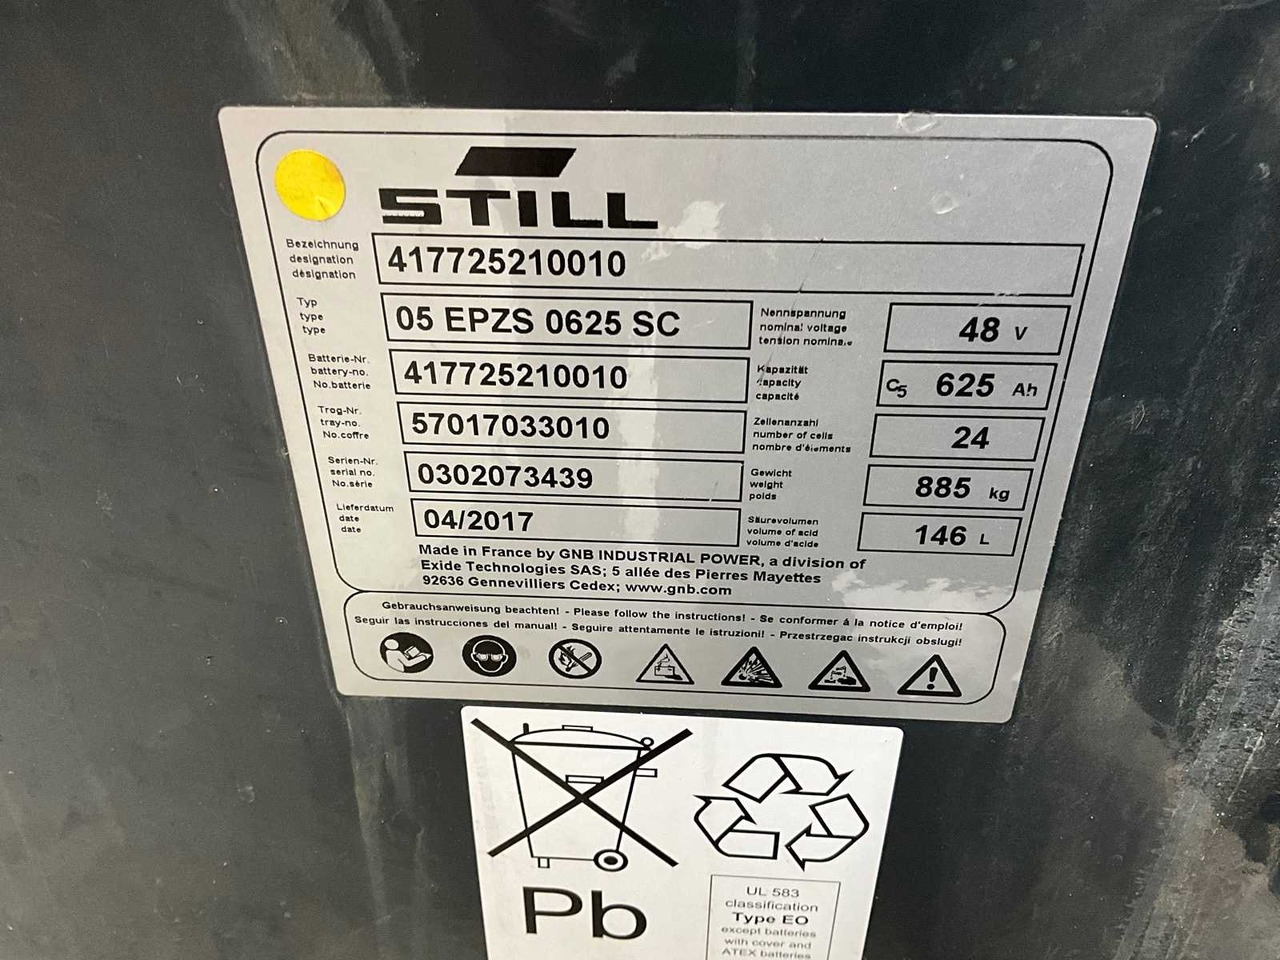 STILL
Bezeichnung
designation
désignation
417725210010
Typ
type
type
05 EPZS 0625 SC
Nennspannung
nominal voltage
tension nominale
48 V
Batterie-Nr.
battery-no.
No.batterie
417725210010
Kapazität
capacity
capacité
C5 625 Ah
Trog-Nr.
tray-no.
No.coffre
57017033010
Zellenanzahl
number of cells
nombre d'élements
24
Serien-Nr.
serial no.
No.série
0302073439
Gewicht
weight
poids
885 kg
Lieferdatum
date
date
04/2017
Säurevolumen
volume of acid
volume d'acide
146 L
Made in France by GNB INDUSTRIAL POWER, a division of
Exide Technologies SAS; 5 allée des Pierres Mayettes
92636 Gennevilliers Cedex; www.gnb.com
Gebrauchsanweisung beachten! - Please follow the instructions! - Se conformer á la notice d'emploi!
Seguir las instrucciones del manual! - Seguire attentamente le istruzioni! - Przestrzegac instrukcji obslugi!
Pb
UL 583
classification
Type EO
except batteries
with cover and
ATEX batteries